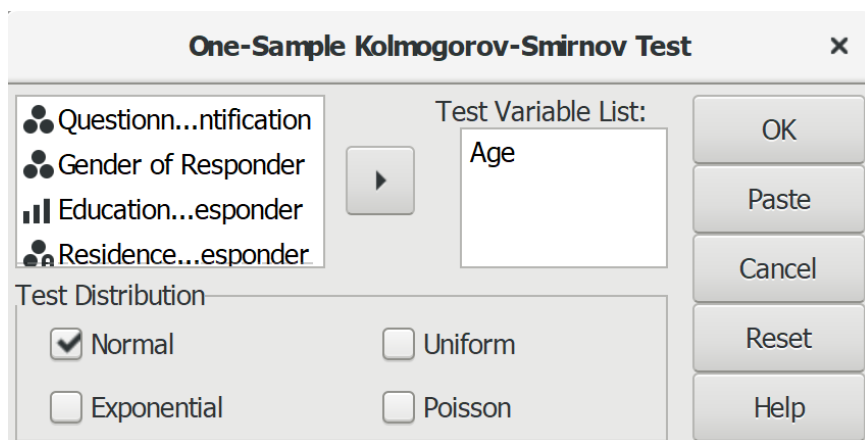 One-Sample Kolmogorov-Smirnov Test
Questionn...ntification
Gender of Responder
Education...esponder
Residence...esponder
Test Variable List:
Age
OK
Paste
Cancel
Reset
Help
Test Distribution
Normal
Uniform
Exponential
Poisson